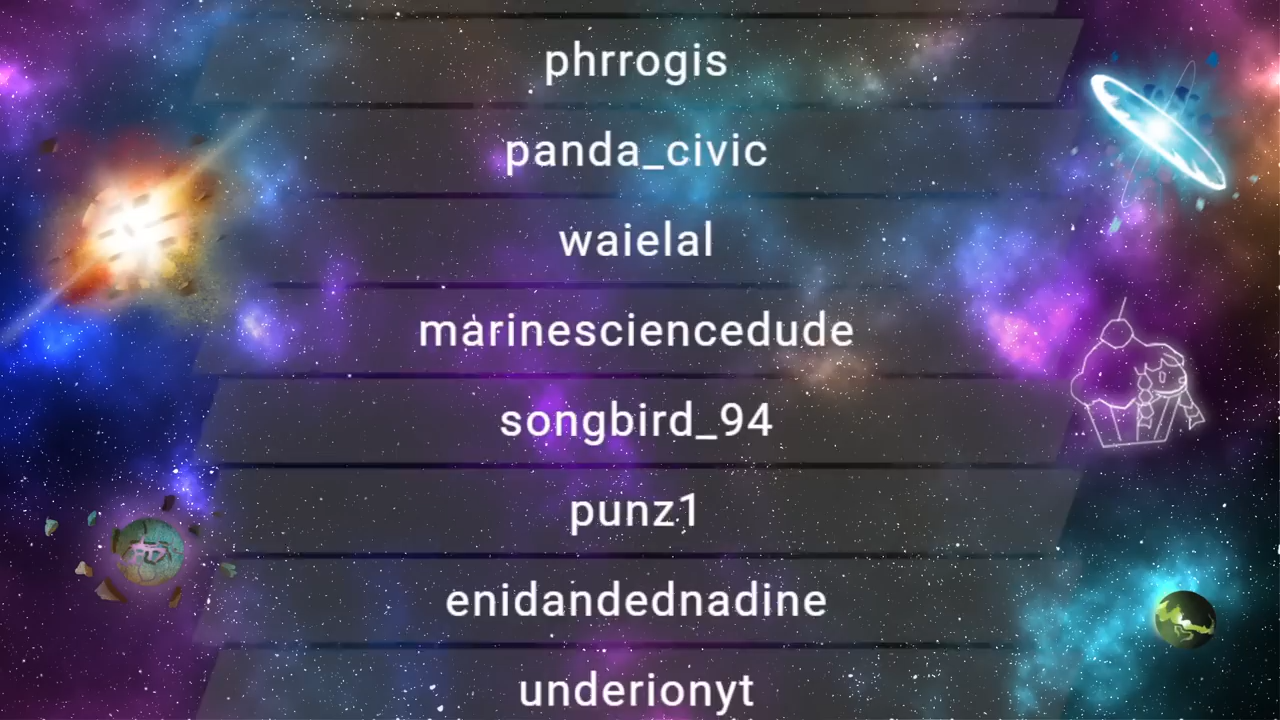 phrrogis
panda_civic
waielal
marinesciencedude
songbird_94
punz1
enidandednadine
underionyt